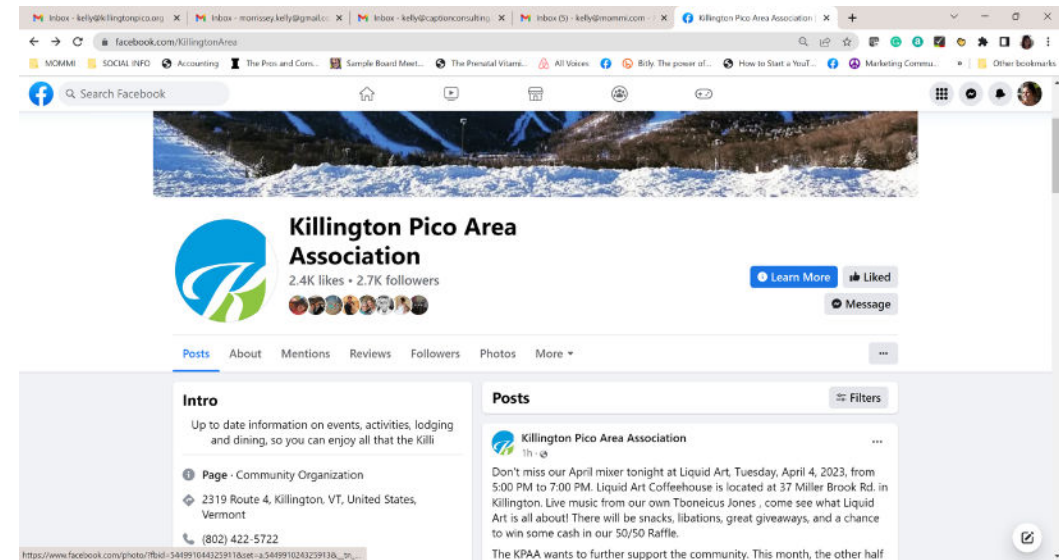 Inbox - kelly@killingtonpico.org
Inbox - morrissey.kelly@gmail.cc
Inbox - kelly@captionconsulting
Inbox (5) - kelly@mommi.com -
Killington Pico Area Association |
facebook.com/KillingtonArea
MOMMI
SOCIAL INFO
Accounting
The Pros and Cons...
Sample Board Meet...
The Prenatal Vitami...
All Voices
Bitly. The power of...
How to Start a YouT...
Marketing Commu...
»
Other bookmarks
Search Facebook
Killington Pico Area
Association
2.4K likes • 2.7K followers
Learn More
Liked
Message
Posts About Mentions Reviews Followers Photos More
Intro
Up to date information on events, activities, lodging
and dining, so you can enjoy all that the Killi
Page · Community Organization
2319 Route 4, Killington, VT, United States,
Vermont
(802) 422-5722
Posts
Filters
Killington Pico Area Association
1h ·
Don't miss our April mixer tonight at Liquid Art, Tuesday, April 4, 2023, from
5:00 PM to 7:00 PM. Liquid Art Coffeehouse is located at 37 Miller Brook Rd. in
Killington. Live music from our own Tboneicus Jones , come see what Liquid
Art is all about! There will be snacks, libations, great giveaways, and a chance
to win some cash in our 50/50 Raffle.
The KPAA wants to further support the community. This month, the other half